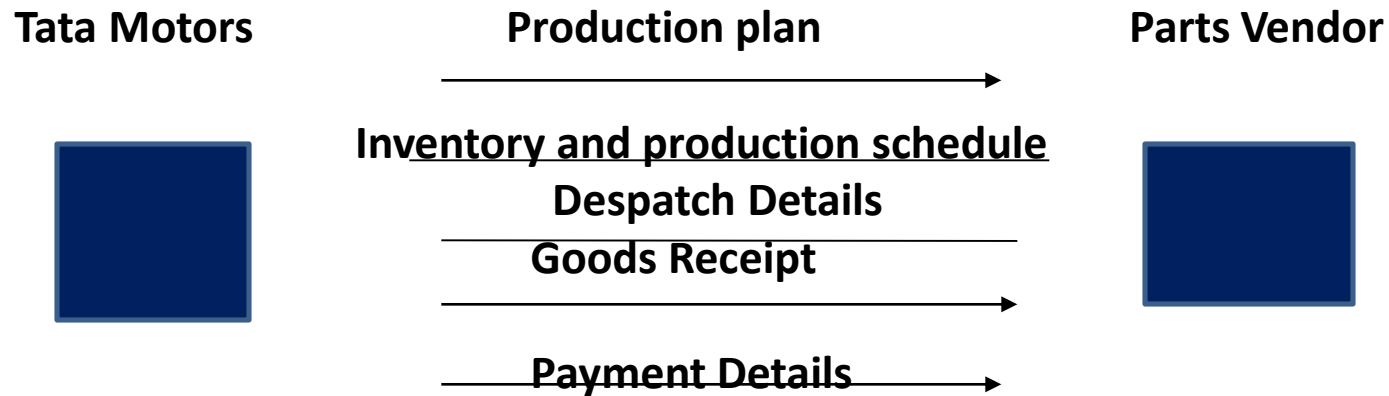 Tata Motors
Production plan
Parts Vendor
Inventory and production schedule
Despatch Details
Goods Receipt
Payment Details